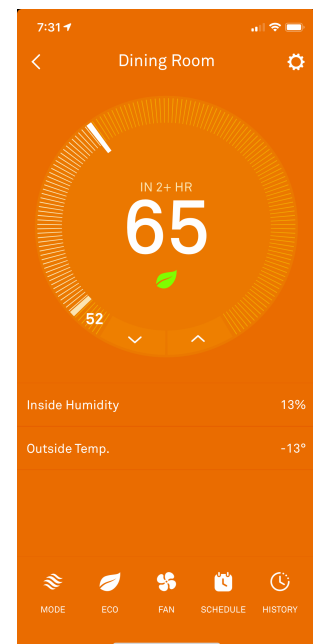 7:31
Dining Room
IN 2+ HR
65
52
Inside Humidity 13%
Outside Temp. -13°
MODE ECO FAN SCHEDULE HISTORY